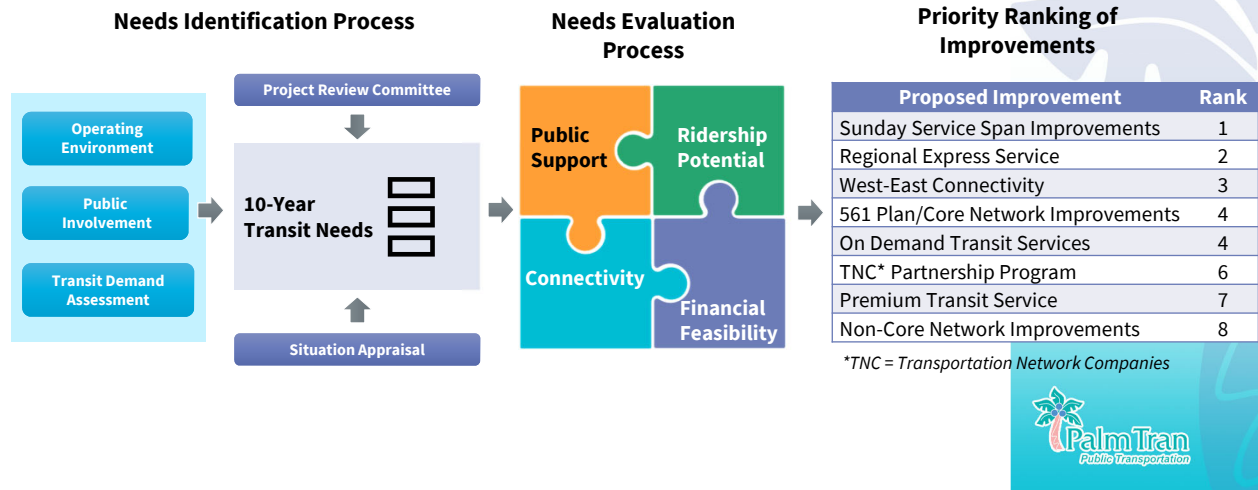 Needs Identification Process
Operating
Environment
Public
Involvement
Transit Demand
Assessment
Project Review Committee
10-Year
Transit Needs
Situation Appraisal
Needs Evaluation
Process
Public
Support
Ridership
Potential
Connectivity
Financial
Feasibility
Priority Ranking of
Improvements
Proposed Improvement Rank
Sunday Service Span Improvements 1
Regional Express Service 2
West-East Connectivity 3
561 Plan/Core Network Improvements 4
On Demand Transit Services 4
TNC* Partnership Program 6
Premium Transit Service 7
Non-Core Network Improvements 8
*TNC = Transportation Network Companies
Palm Tran
Public Transportation